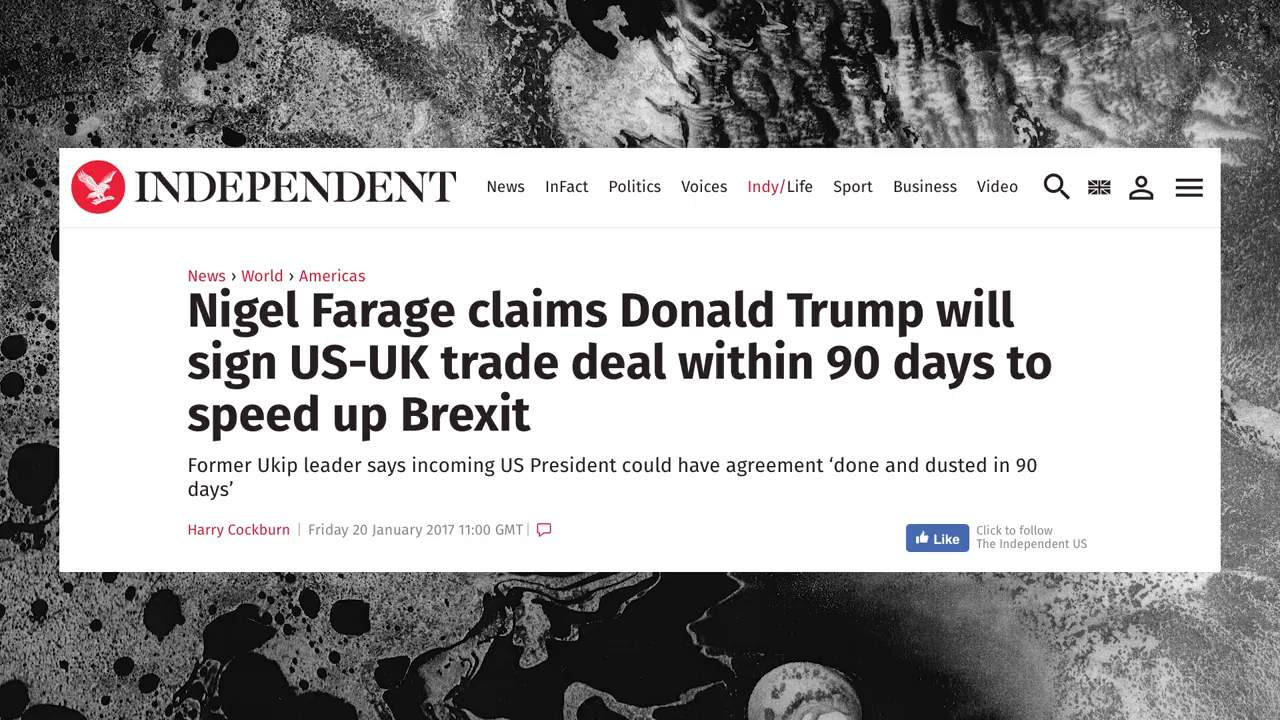 INDEPENDENT News InFact Politics Voices Indy/Life Sport Business Video
News › World › Americas
Nigel Farage claims Donald Trump will
sign US-UK trade deal within 90 days to
speed up Brexit
Former Ukip leader says incoming US President could have agreement ‘done and dusted in 90
days’
Harry Cockburn | Friday 20 January 2017 11:00 GMT |
Like
Click to follow
The Independent US